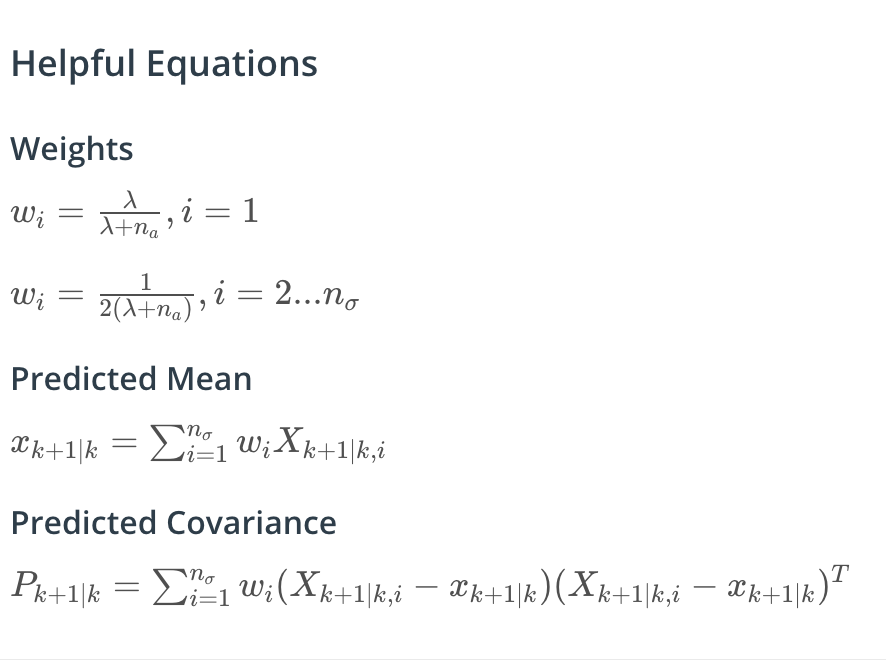 Helpful Equations
Weights
$w_i = \frac{\lambda}{\lambda+n_a}, i = 1$
$w_i = \frac{1}{2(\lambda+n_a)}, i = 2...n_\sigma$
Predicted Mean
$x_{k+1|k} = \sum_{i=1}^{n_\sigma} w_i X_{k+1|k,i}$
Predicted Covariance
$P_{k+1|k} = \sum_{i=1}^{n_\sigma} w_i (X_{k+1|k,i} - x_{k+1|k})(X_{k+1|k,i} - x_{k+1|k})^T$